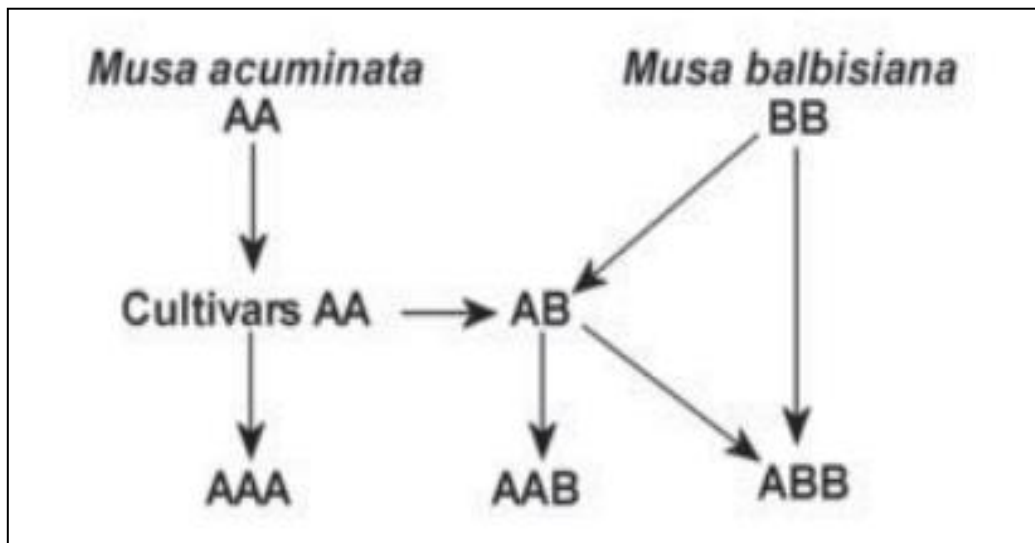 Musa acuminata
AA
Musa balbisiana
BB
Cultivars AA
AB
AAA
AAB
ABB